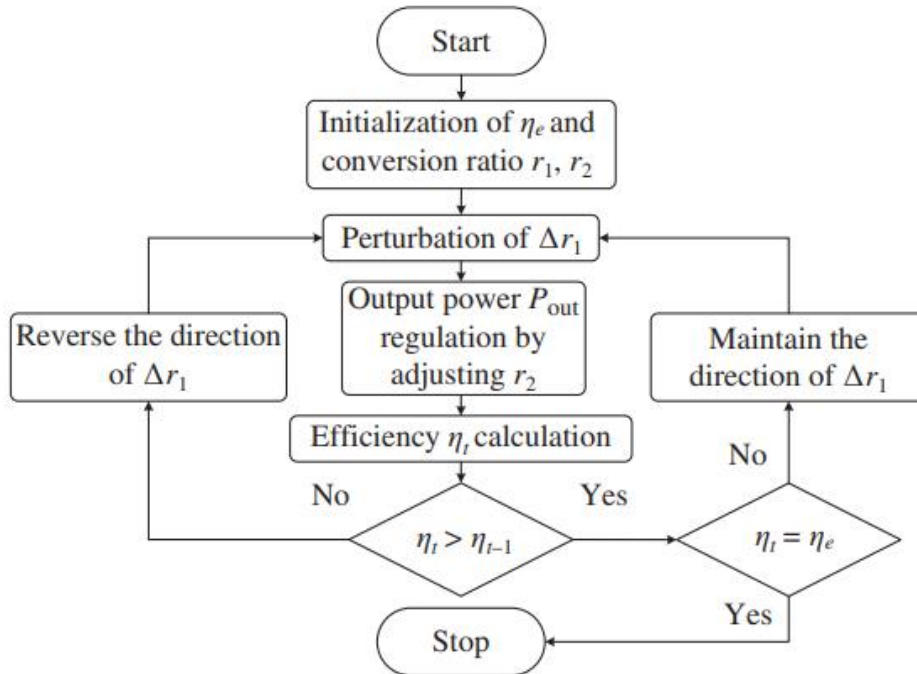 Start
Initialization of ηₑ and
conversion ratio r₁, r₂
Perturbation of Δr₁
Output power Pout
regulation by
adjusting r₂
Reverse the direction
of Δr₁
Maintain the
direction of Δr₁
Efficiency ηₜ calculation
No
Yes
No
ηₜ > ηₜ₋₁
ηₜ = ηₑ
Yes
Stop